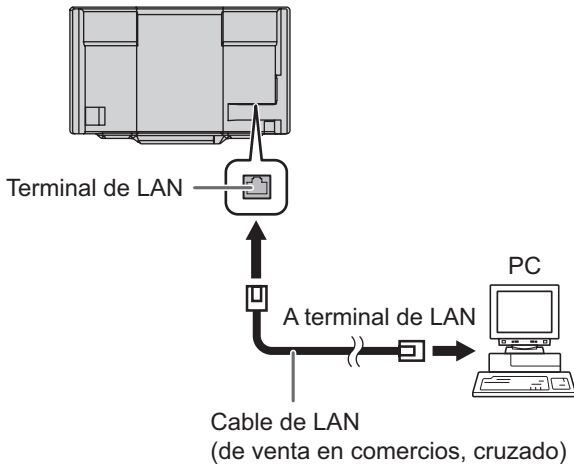 Terminal de LAN
PC
A terminal de LAN
Cable de LAN
(de venta en comercios, cruzado)